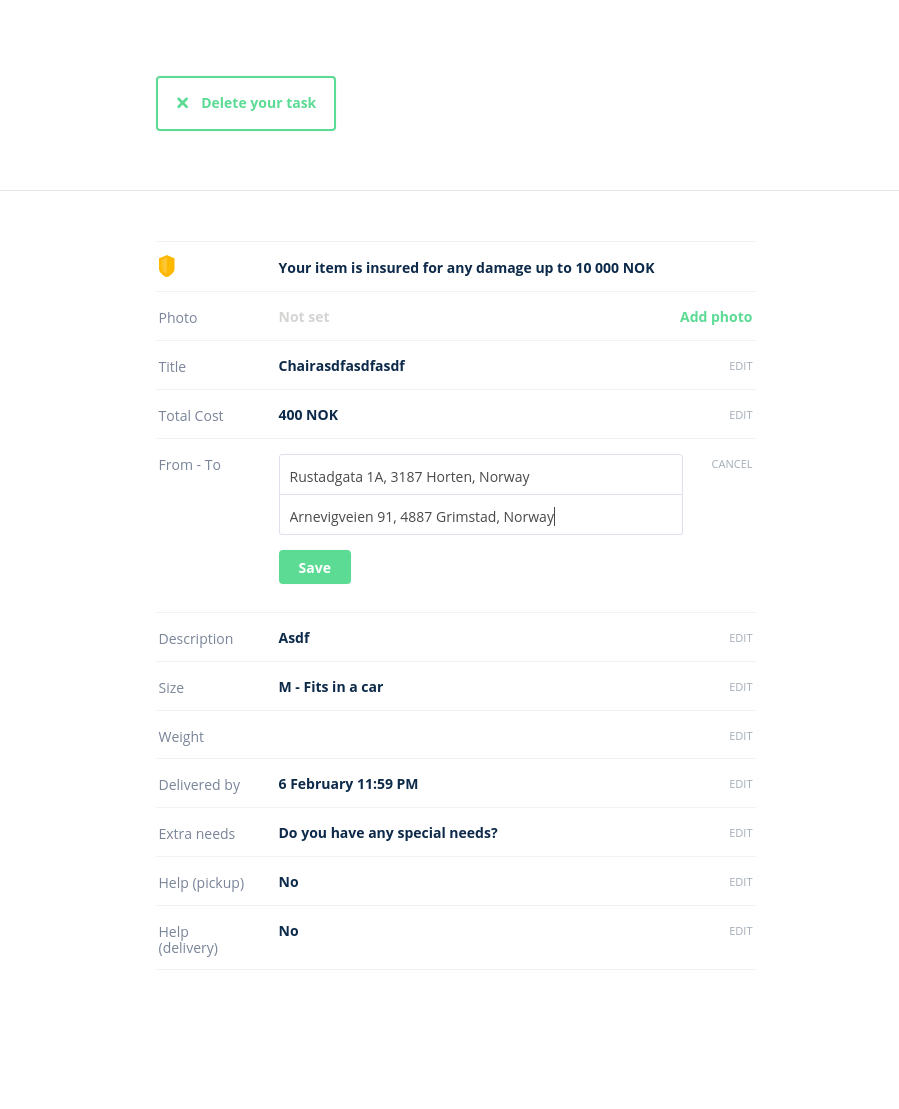 Delete your task
Your item is insured for any damage up to 10 000 NOK
Photo Not set Add photo
Title Chairasdfasdfasdf EDIT
Total Cost 400 NOK EDIT
From - To Rustadgata 1A, 3187 Horten, Norway CANCEL
Arnevigveien 91, 4887 Grimstad, Norway
Save
Description Asdf EDIT
Size M - Fits in a car EDIT
Weight EDIT
Delivered by 6 February 11:59 PM EDIT
Extra needs Do you have any special needs? EDIT
Help (pickup) No EDIT
Help No EDIT
(delivery)